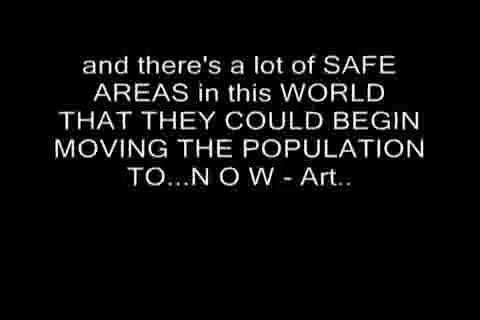 and there's a lot of SAFE
AREAS in this WORLD
THAT THEY COULD BEGIN
MOVING THE POPULATION
TO...N O W - Art..